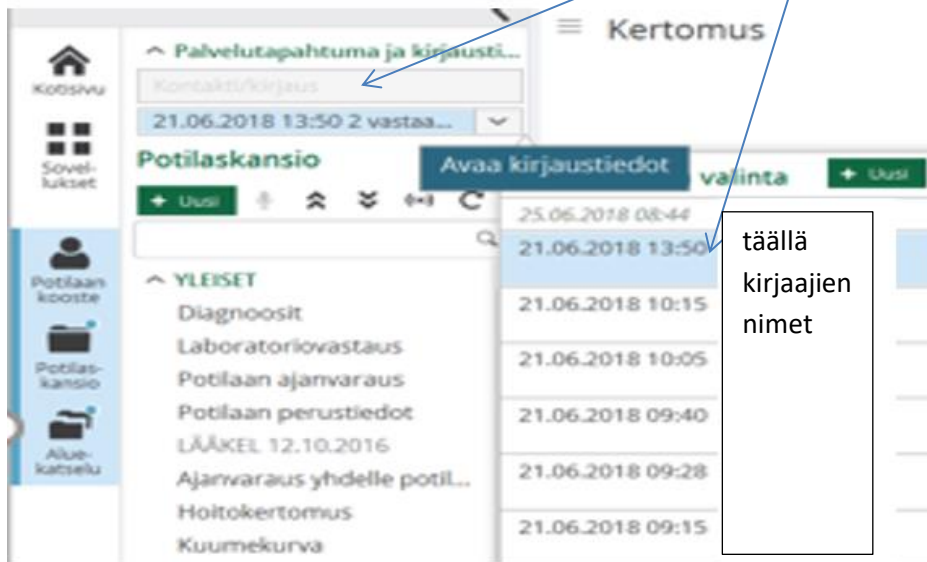 Kertomus
Palvelutapahtuma ja kirjausti...
Kotisivu
Kontakti/kirjaus
21.06.2018 13:50 2 vastaa...
Sovel-
lukset
Potilaskansio
+ Uusi
Avaa kirjaustiedot
valinta
+ Uusi
25.06.2018 08:44
21.06.2018 13:50
21.06.2018 10:15
21.06.2018 10:05
21.06.2018 09:40
21.06.2018 09:28
21.06.2018 09:15
täällä
kirjaajien
nimet
Potilaan
kooste
Potilas-
kansio
Alue-
katselu
YLEISET
Diagnoosit
Laboratoriovastaus
Potilaan ajanvaraus
Potilaan perustiedot
LÄÄKEL 12.10.2016
Ajanvaraus yhdelle potil...
Hoitokertomus
Kuumekurva